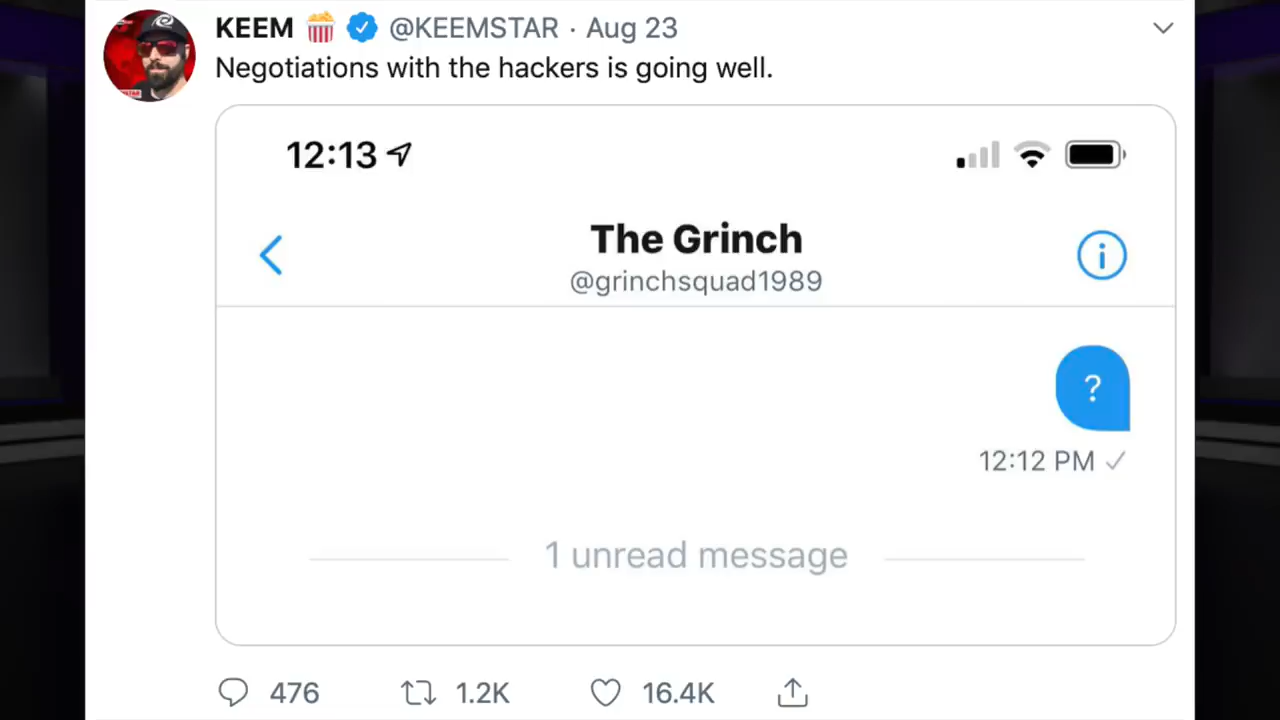 KEEM 🍿 @KEEMSTAR · Aug 23
Negotiations with the hackers is going well.
12:13
The Grinch
@grinchsquad1989
?
12:12 PM ✓
1 unread message
476 1.2K 16.4K